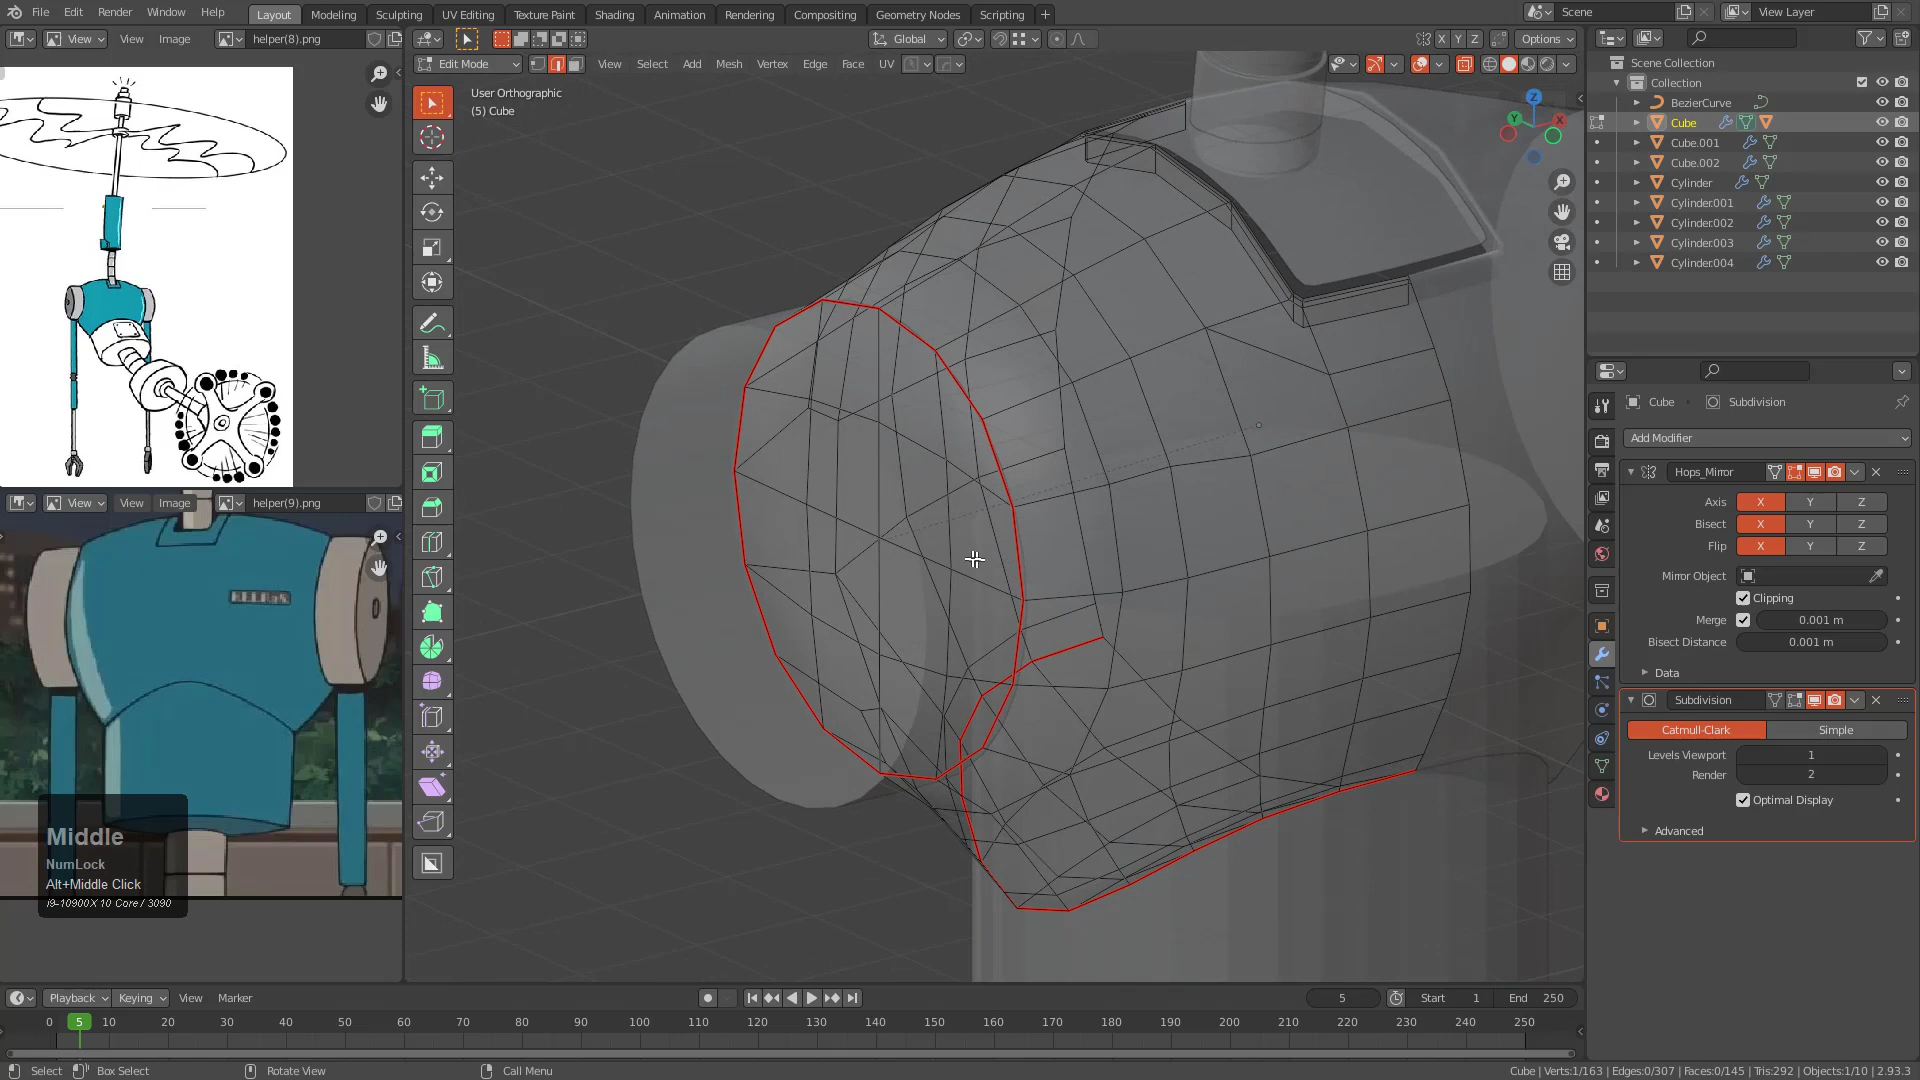 File Edit Render Window Help Layout Modeling Sculpting UV Editing Texture Paint Shading Animation Rendering Compositing Geometry Nodes Scripting + Scene View Layer
View View Image helper(8).png Global X Y Z Options
Edit Mode View Select Add Mesh Vertex Edge Face UV
User Orthographic
(5) Cube
Z
Y
X
View View Image helper(9).png
Middle
NumLock
Alt+Middle Click
i9-10900X 10 Core / 3090
Scene Collection
Collection
BezierCurve
Cube
Cube.001
Cube.002
Cylinder
Cylinder.001
Cylinder.002
Cylinder.003
Cylinder.004
Cube Subdivision
Add Modifier
Hops_Mirror
Axis X Y Z
Bisect X Y Z
Flip X Y Z
Mirror Object
Clipping
Merge 0.001 m
Bisect Distance 0.001 m
Data
Subdivision
Catmull-Clark Simple
Levels Viewport 1
Render 2
Optimal Display
Advanced
Playback Keying View Marker 5 Start 1 End 250
0 5 10 20 30 40 50 60 70 80 90 100 110 120 130 140 150 160 170 180 190 200 210 220 230 240 250
Select Box Select Rotate View Call Menu Cube | Verts:1/163 | Edges:0/307 | Faces:0/145 | Tris:292 | Objects:1/10 | 2.93.3